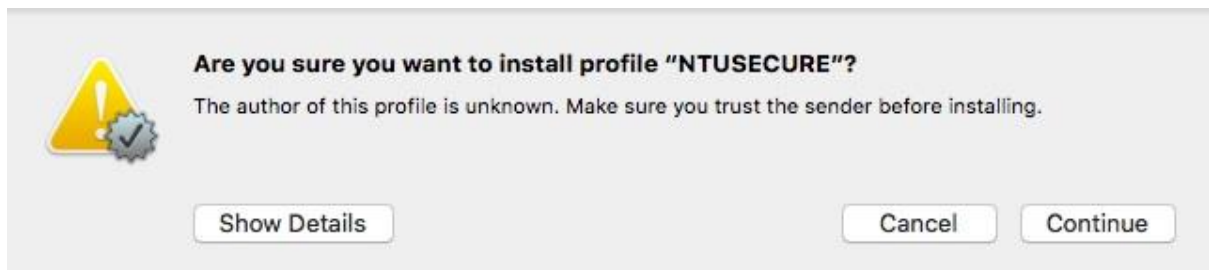 Are you sure you want to install profile “NTUSECURE”?
The author of this profile is unknown. Make sure you trust the sender before installing.
Show Details
Cancel
Continue